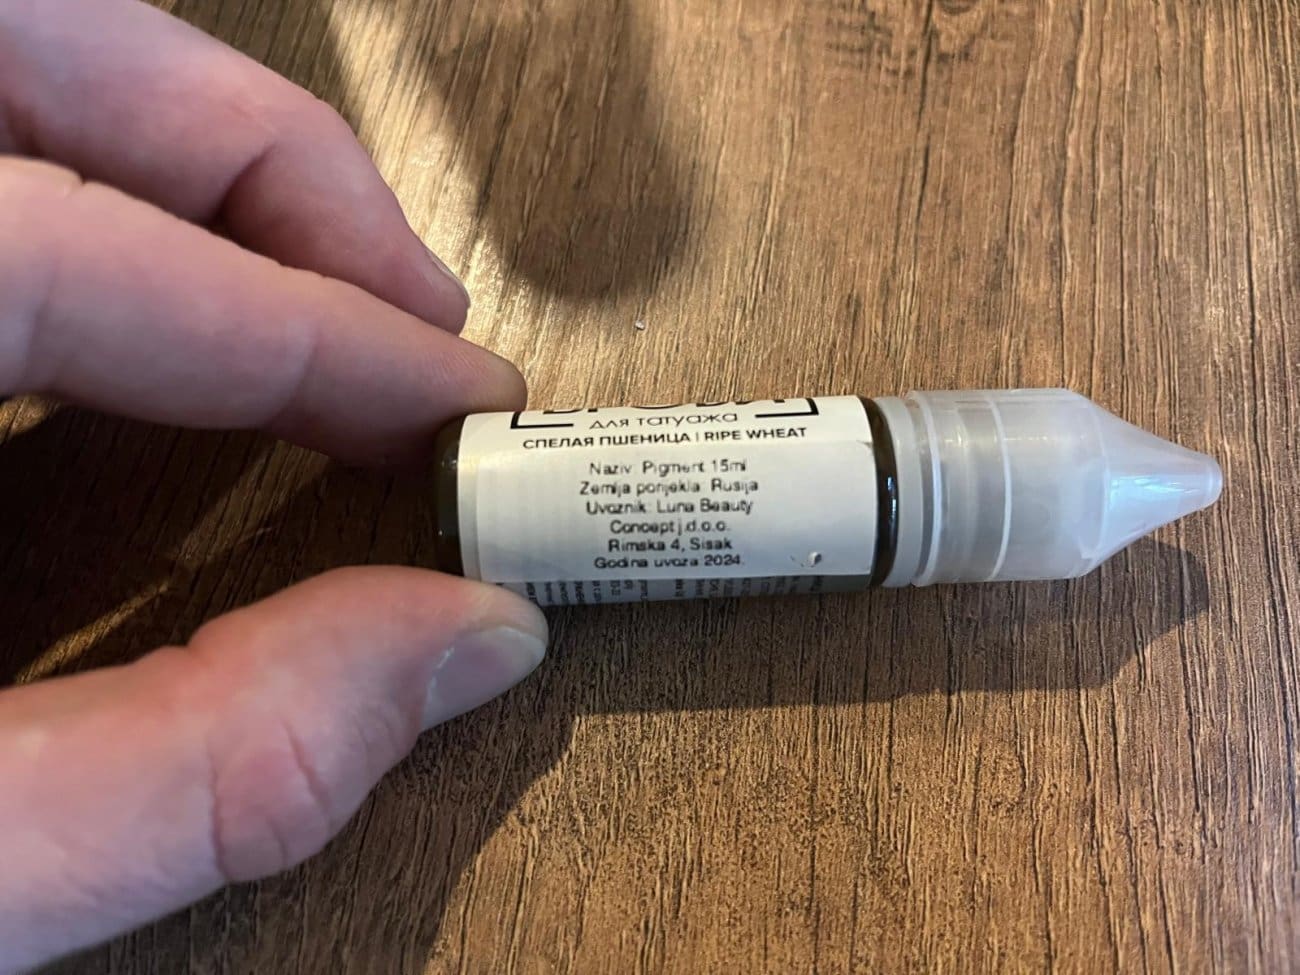 для татуажа
СПЕЛАЯ ПШЕНИЦА | RIPE WHEAT
Naziv: Pigment 15ml
Zemlja porijekla: Rusija
Uvoznik: Luna Beauty
Concept j.d.o.o.
Rimska 4, Sisak
Godina uvoza 2024.